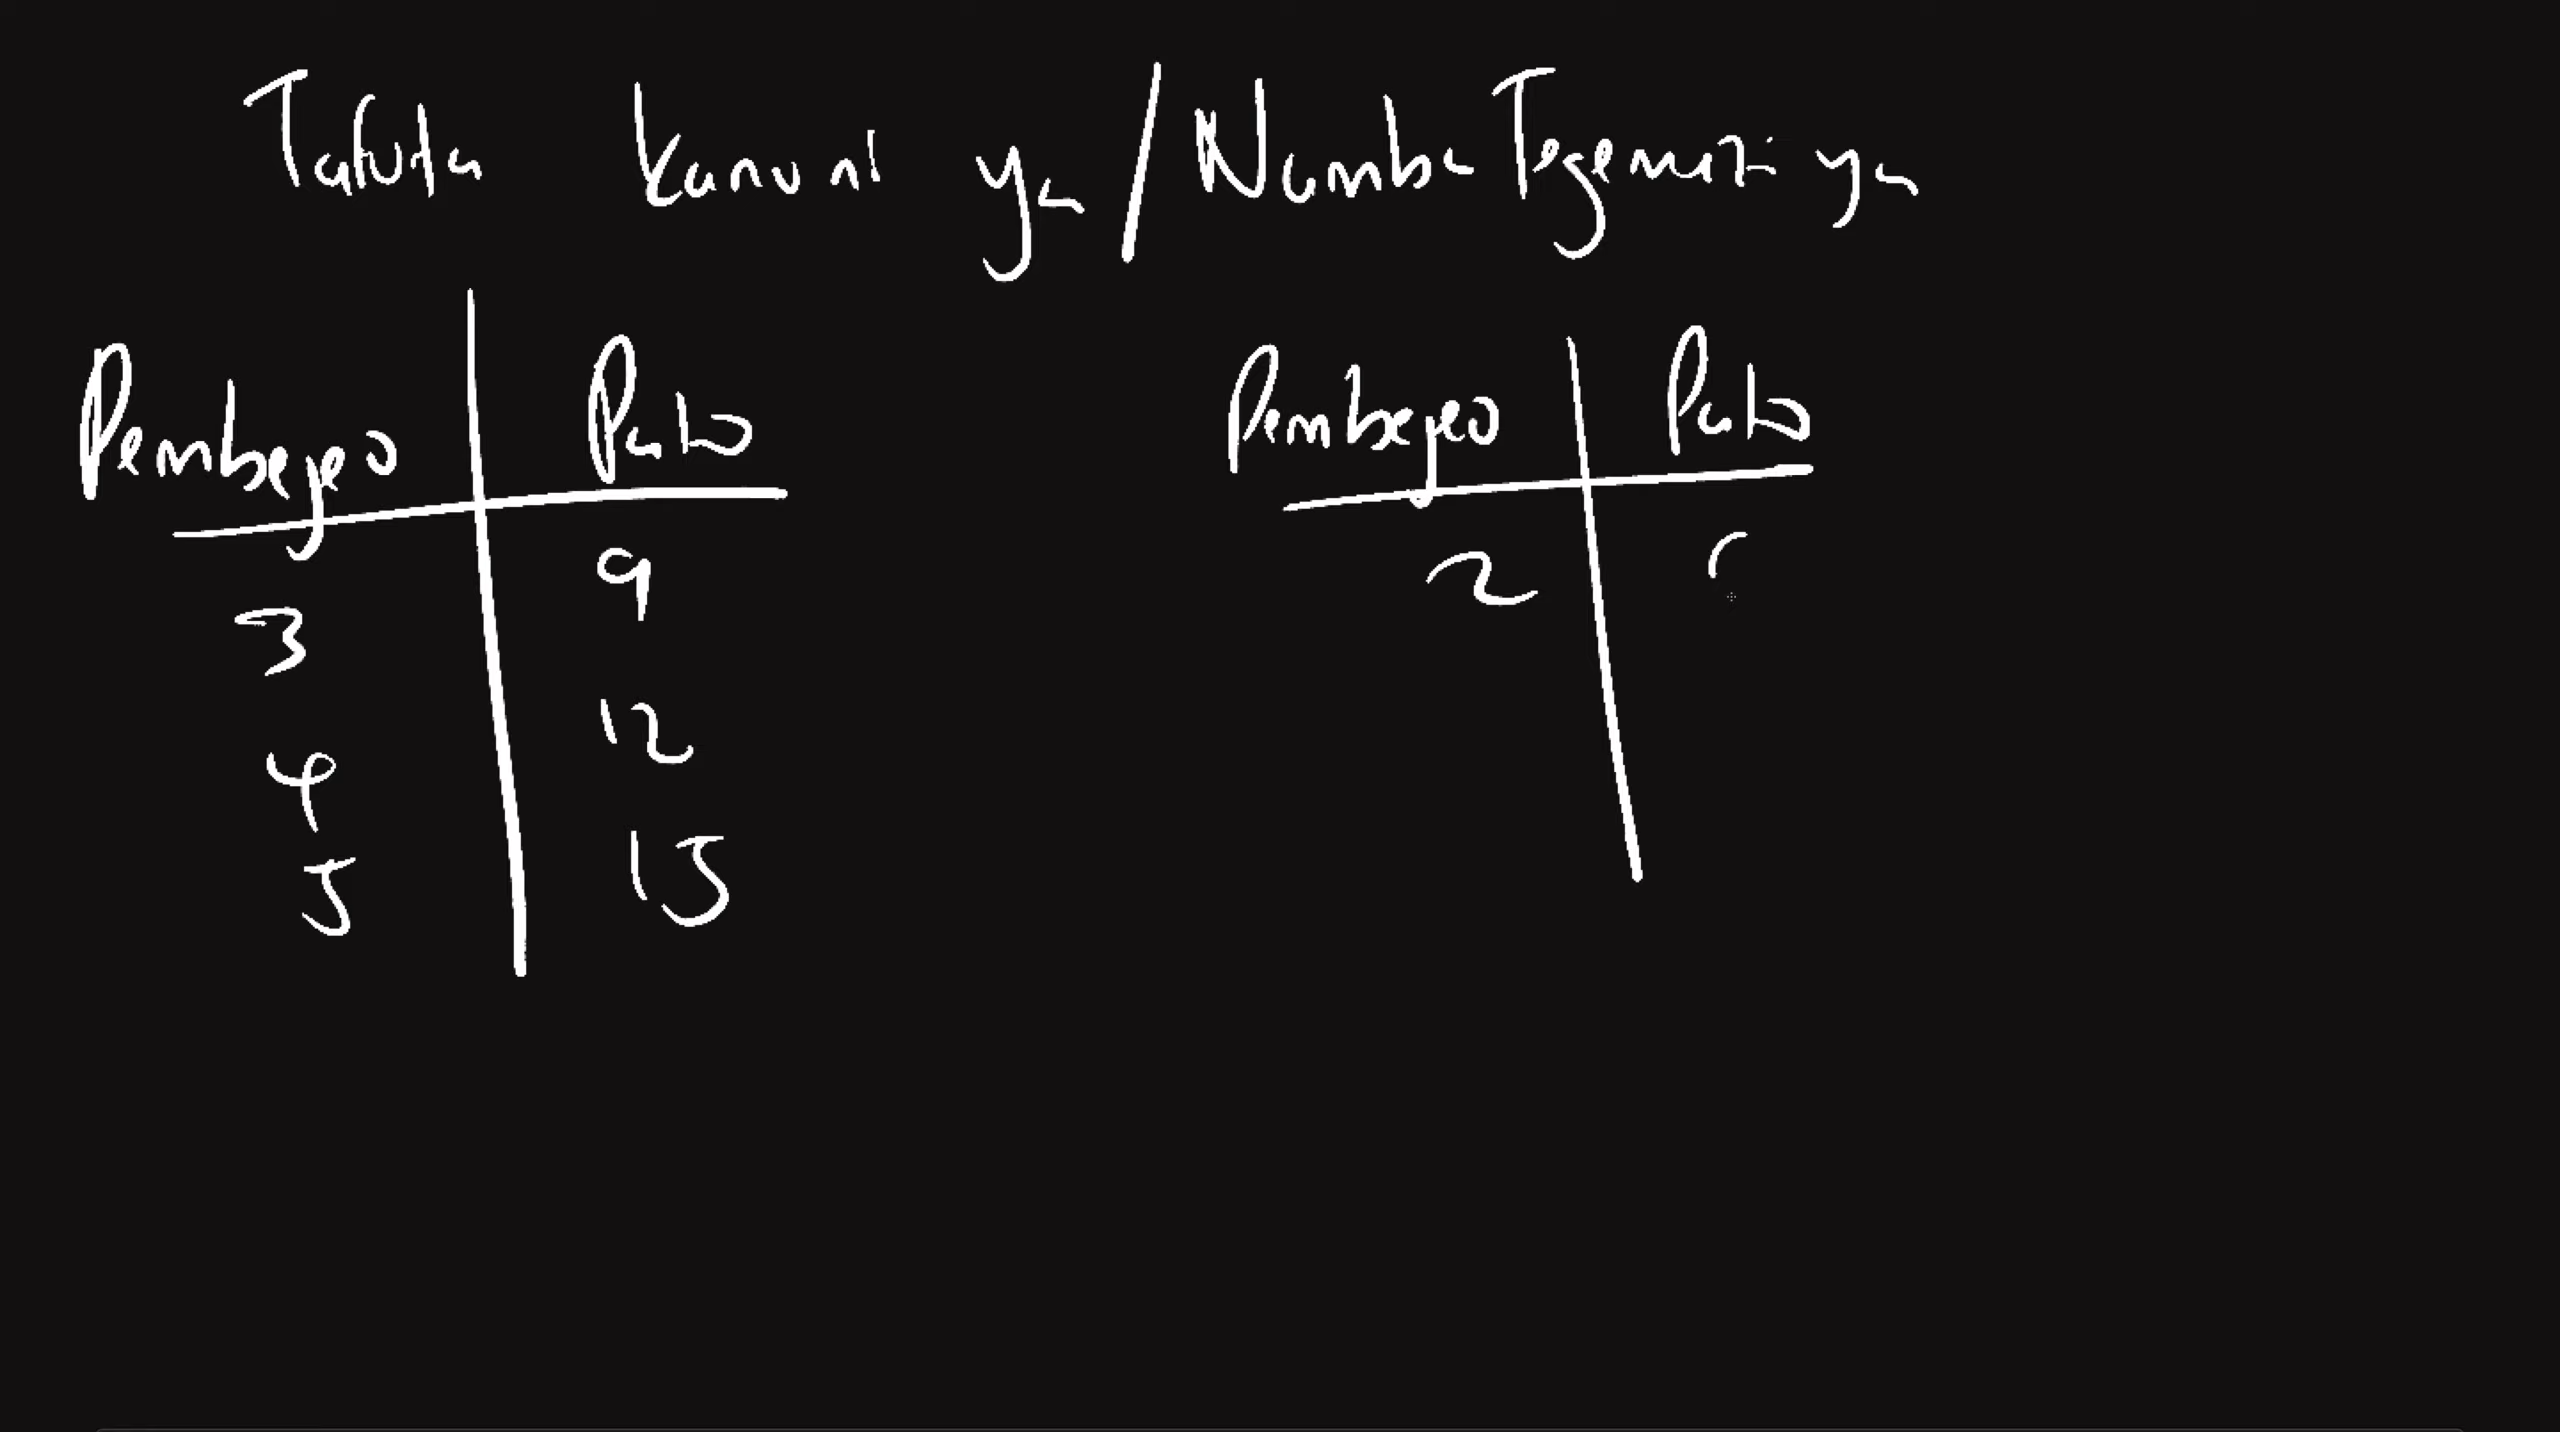 Tafuta kanuni ya / Namba Tegemezi ya
Pembejeo Pato
3 9
4 12
5 15
Pembejeo Pato
2